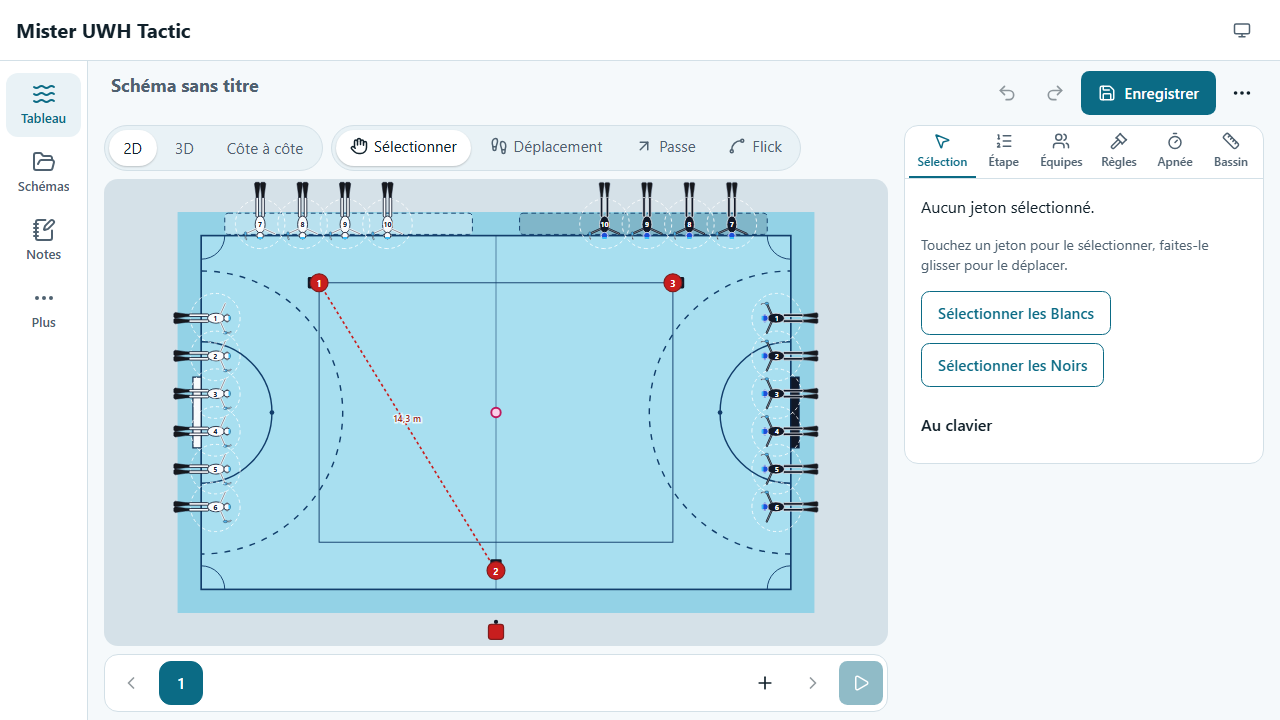 Mister UWH Tactic
Tableau
Schémas
Notes
Plus
Schéma sans titre
Enregistrer
2D
3D
Côte à côte
Sélectionner
Déplacement
Passe
Flick
7
8
9
10
10
9
8
7
1
3
1
2
3
4
5
6
1
2
3
4
5
6
14,3 m
2
1
Sélection
Étape
Équipes
Règles
Apnée
Bassin
Aucun jeton sélectionné.
Touchez un jeton pour le sélectionner, faites-le
glisser pour le déplacer.
Sélectionner les Blancs
Sélectionner les Noirs
Au clavier